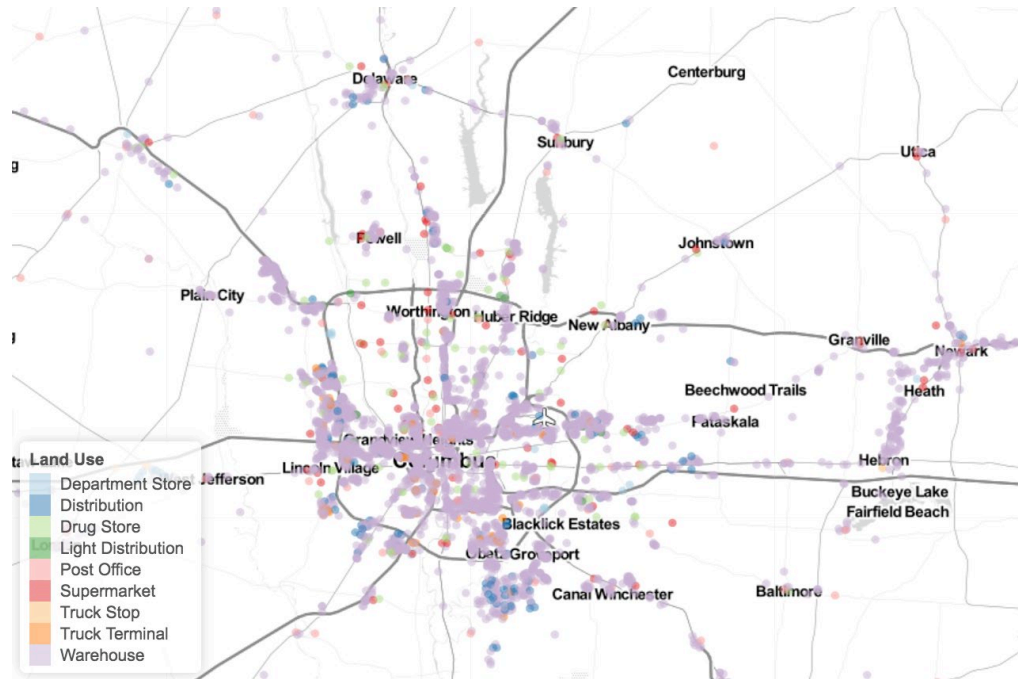 Centerburg
Delaware
Sunbury
Utica
g
Powell
Johnstown
Plain City
Worthington
Huber Ridge
New Albany
Granville
Newark
Beechwood Trails
Heath
Pataskala
Grandview Heights
Columbus
Lincoln Village
Hebron
West Jefferson
Buckeye Lake
Fairfield Beach
Blacklick Estates
Obetz
Groveport
Canal Winchester
Baltimore
Land Use
Department Store
Distribution
Drug Store
Light Distribution
Post Office
Supermarket
Truck Stop
Truck Terminal
Warehouse